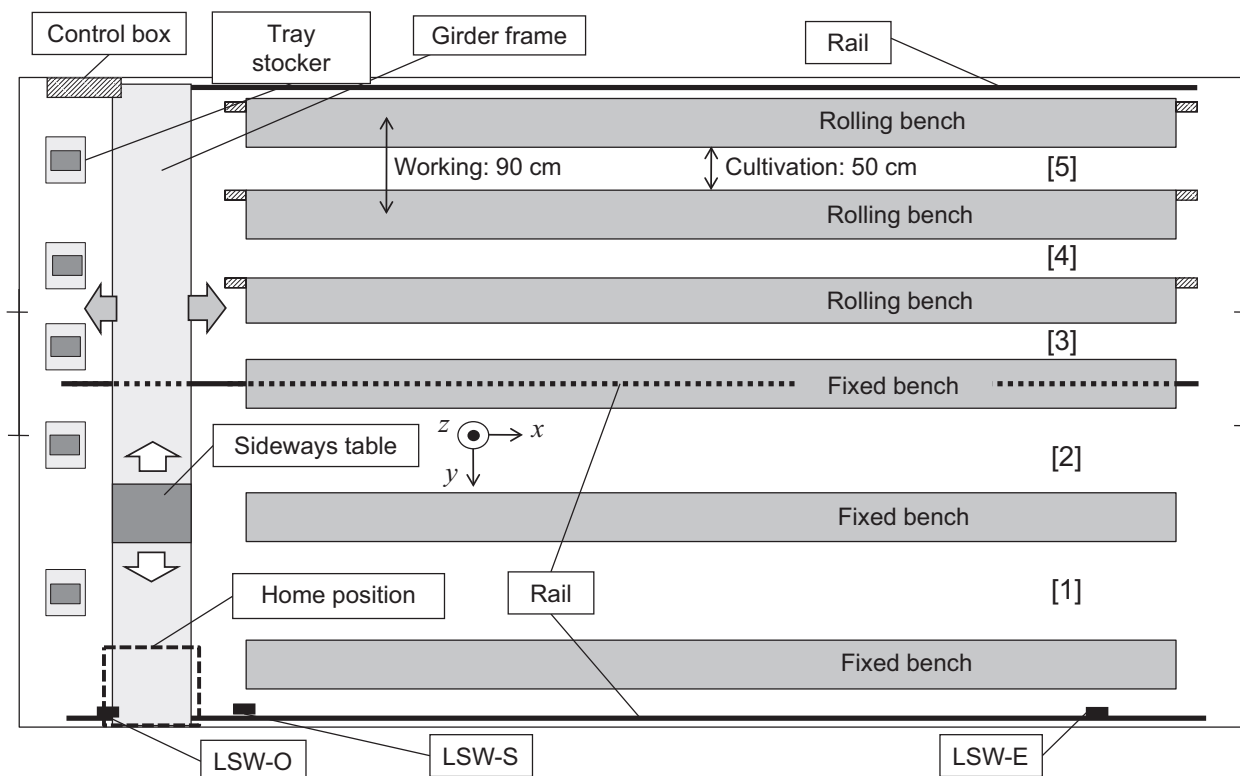 Control box
Tray
stocker
Girder frame
Rail
Rolling bench
Working: 90 cm
Cultivation: 50 cm
[5]
Rolling bench
[4]
Rolling bench
[3]
Fixed bench
z
x
y
Sideways table
[2]
Fixed bench
Home position
Rail
[1]
Fixed bench
LSW-O
LSW-S
LSW-E